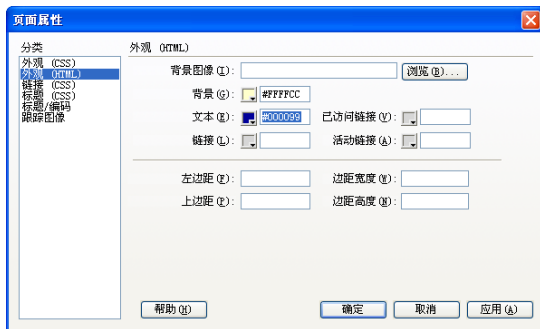 页面属性
分类
外观 (CSS)
外观 (HTML)
链接 (CSS)
标题 (CSS)
标题/编码
跟踪图像
外观 (HTML)
背景图像(I): 浏览(B)...
背景(G): #FFFFCC
文本(E): #000099 已访问链接(V):
链接(L): 活动链接(A):
左边距(F): 边距宽度(W):
上边距(P): 边距高度(M):
帮助(H) 确定 取消 应用(A)